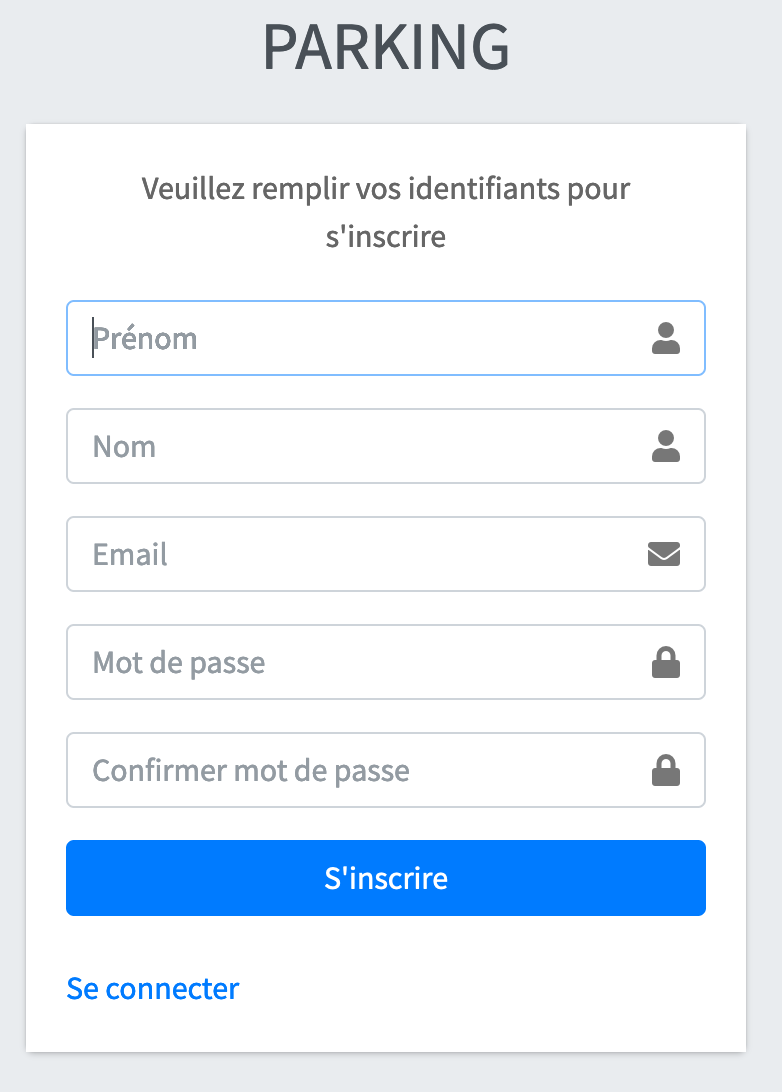 PARKING
Veuillez remplir vos identifiants pour
s'inscrire
Prénom
Nom
Email
Mot de passe
Confirmer mot de passe
S'inscrire
Se connecter